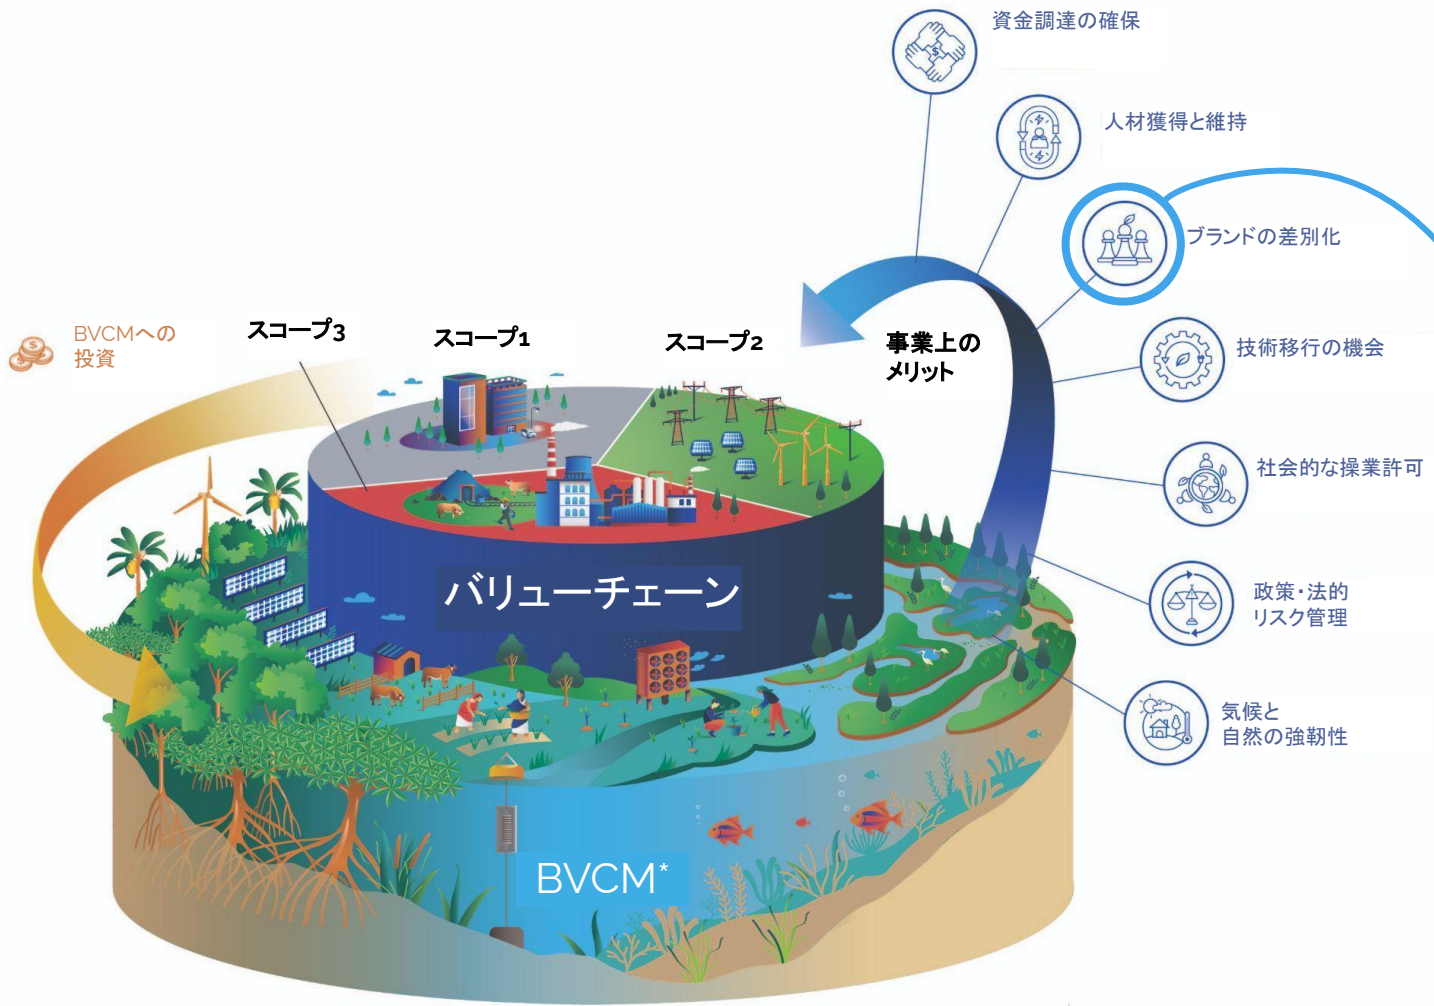 資金調達の確保
人材獲得と維持
ブランドの差別化
BVCMへの
投資
スコープ3
スコープ1
スコープ2
事業上の
メリット
技術移行の機会
社会的な操業許可
バリューチェーン
政策・法的
リスク管理
気候と
自然の強靭性
BVCM*